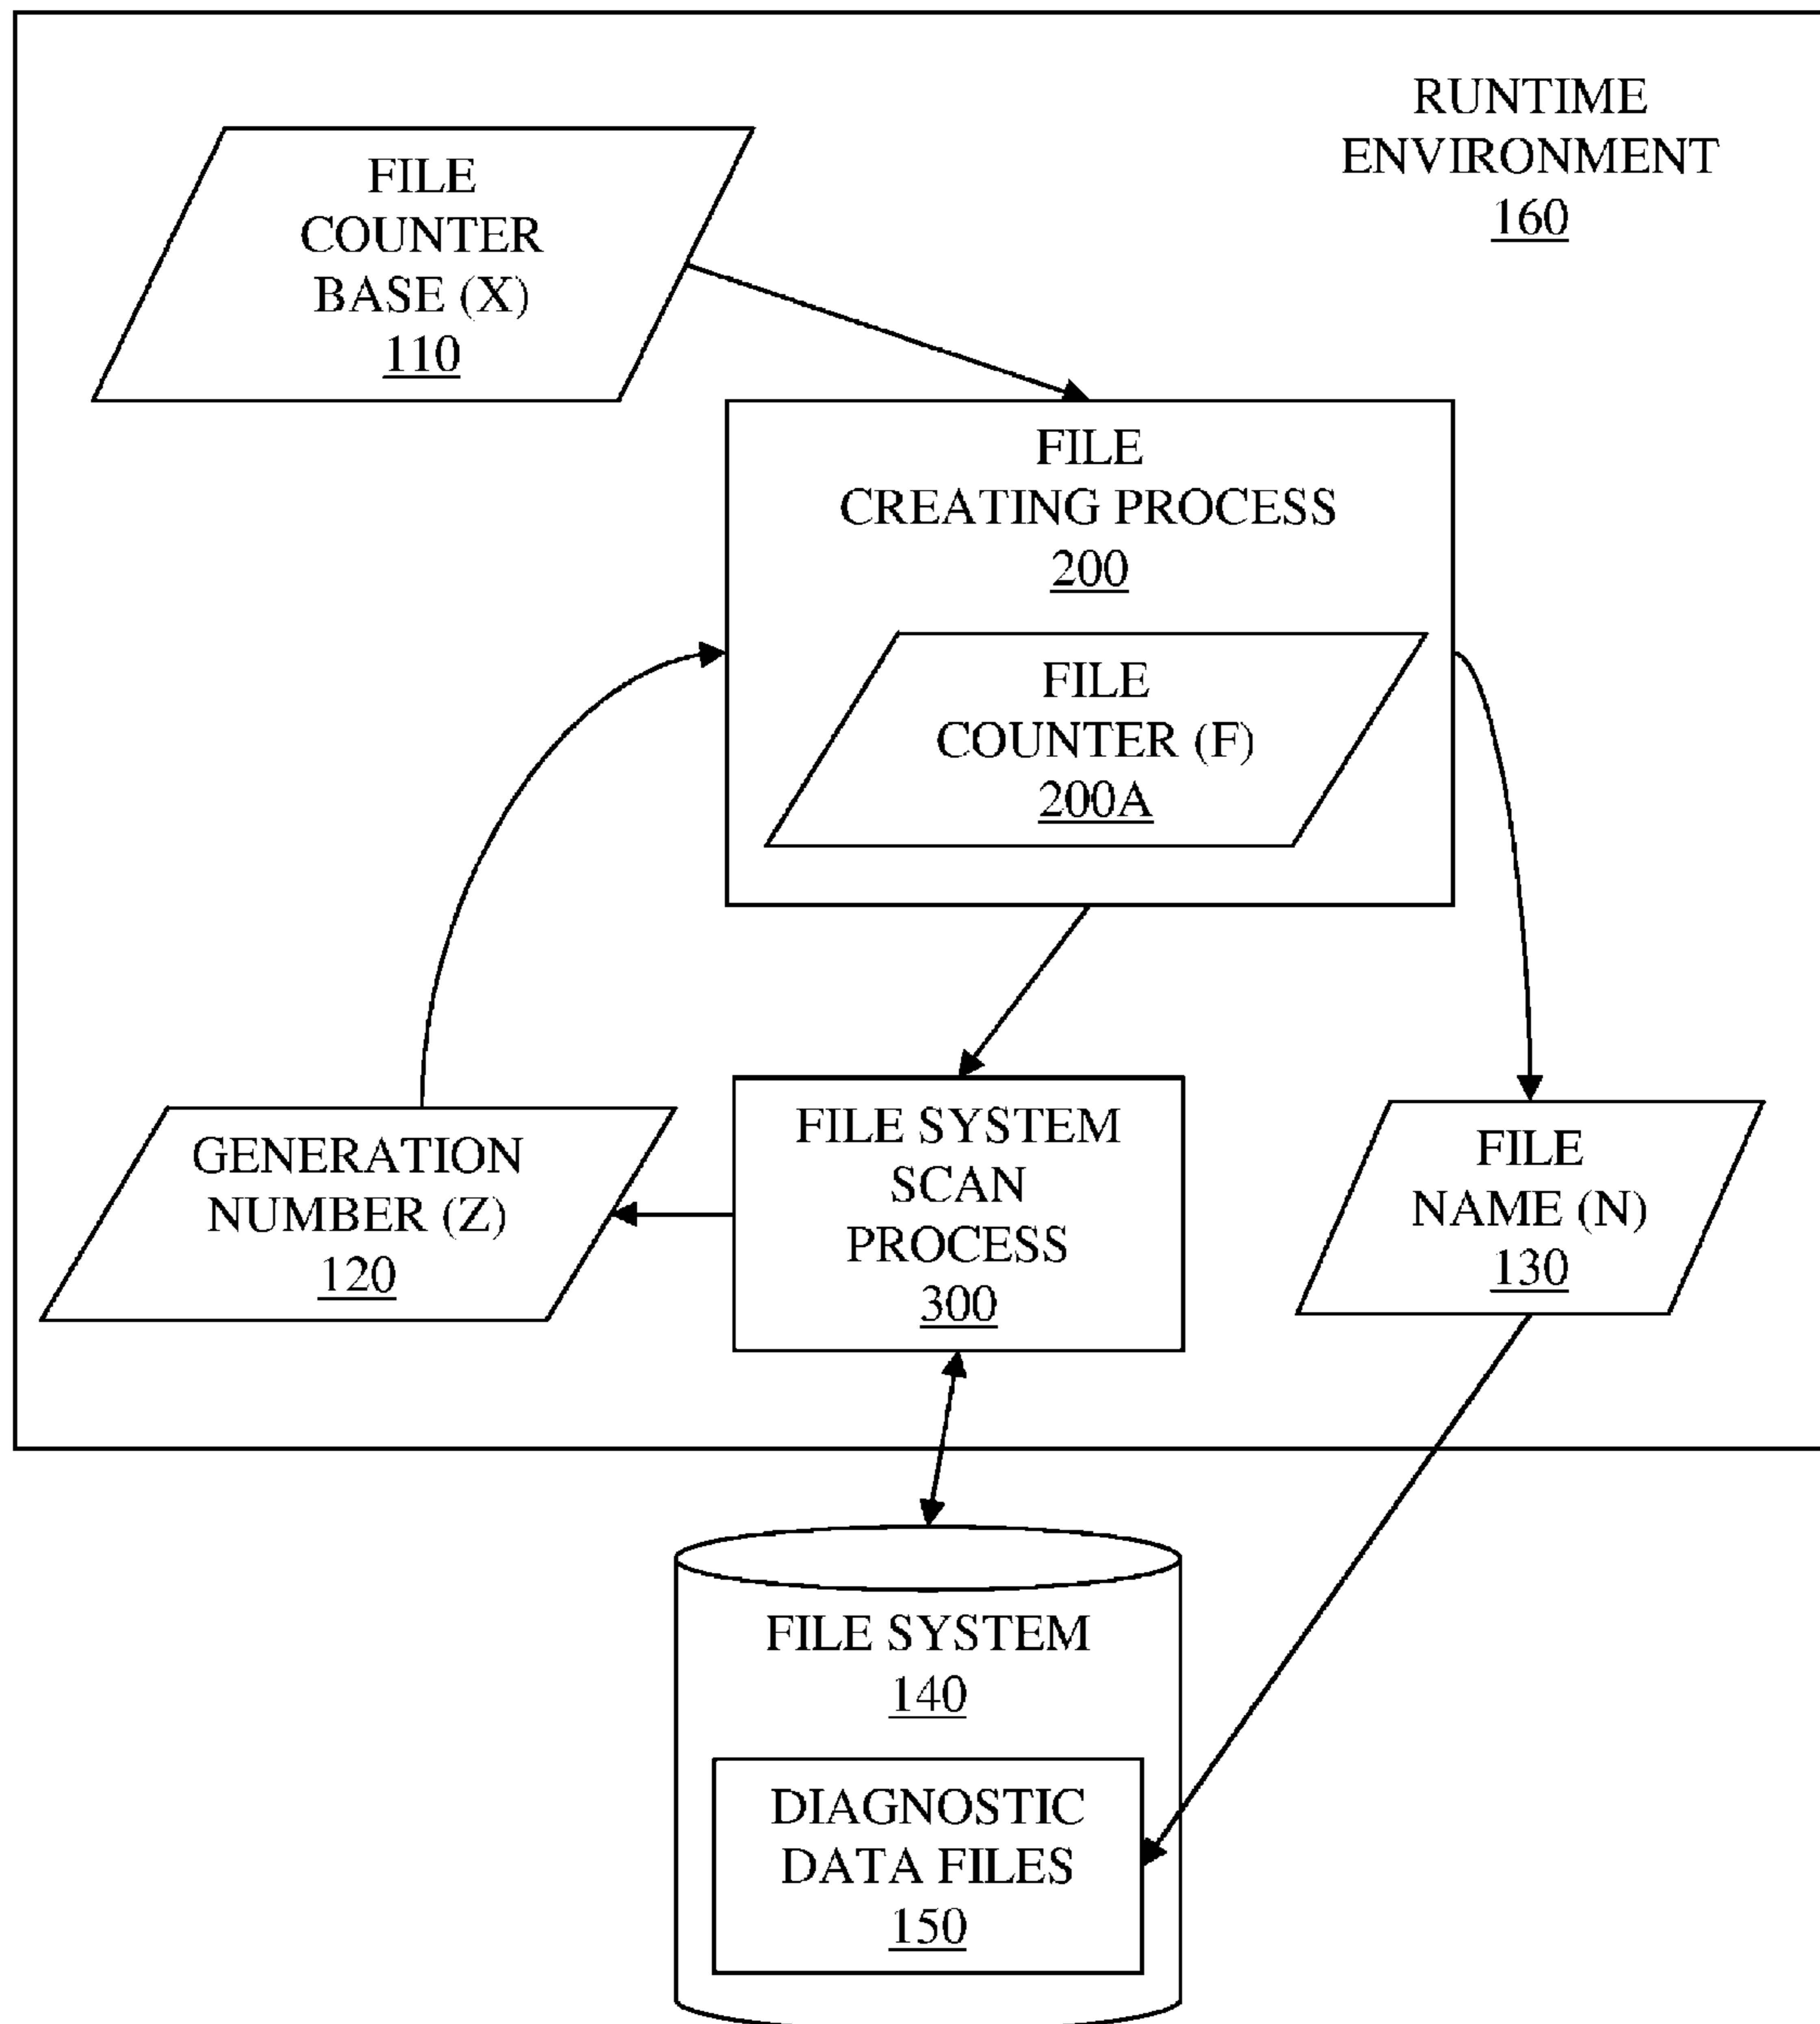 RUNTIME
ENVIRONMENT
160
FILE
COUNTER
BASE (X)
110
FILE
CREATING PROCESS
200
FILE
COUNTER (F)
200A
GENERATION
NUMBER (Z)
120
FILE SYSTEM
SCAN
PROCESS
300
FILE
NAME (N)
130
FILE SYSTEM
140
DIAGNOSTIC
DATA FILES
150